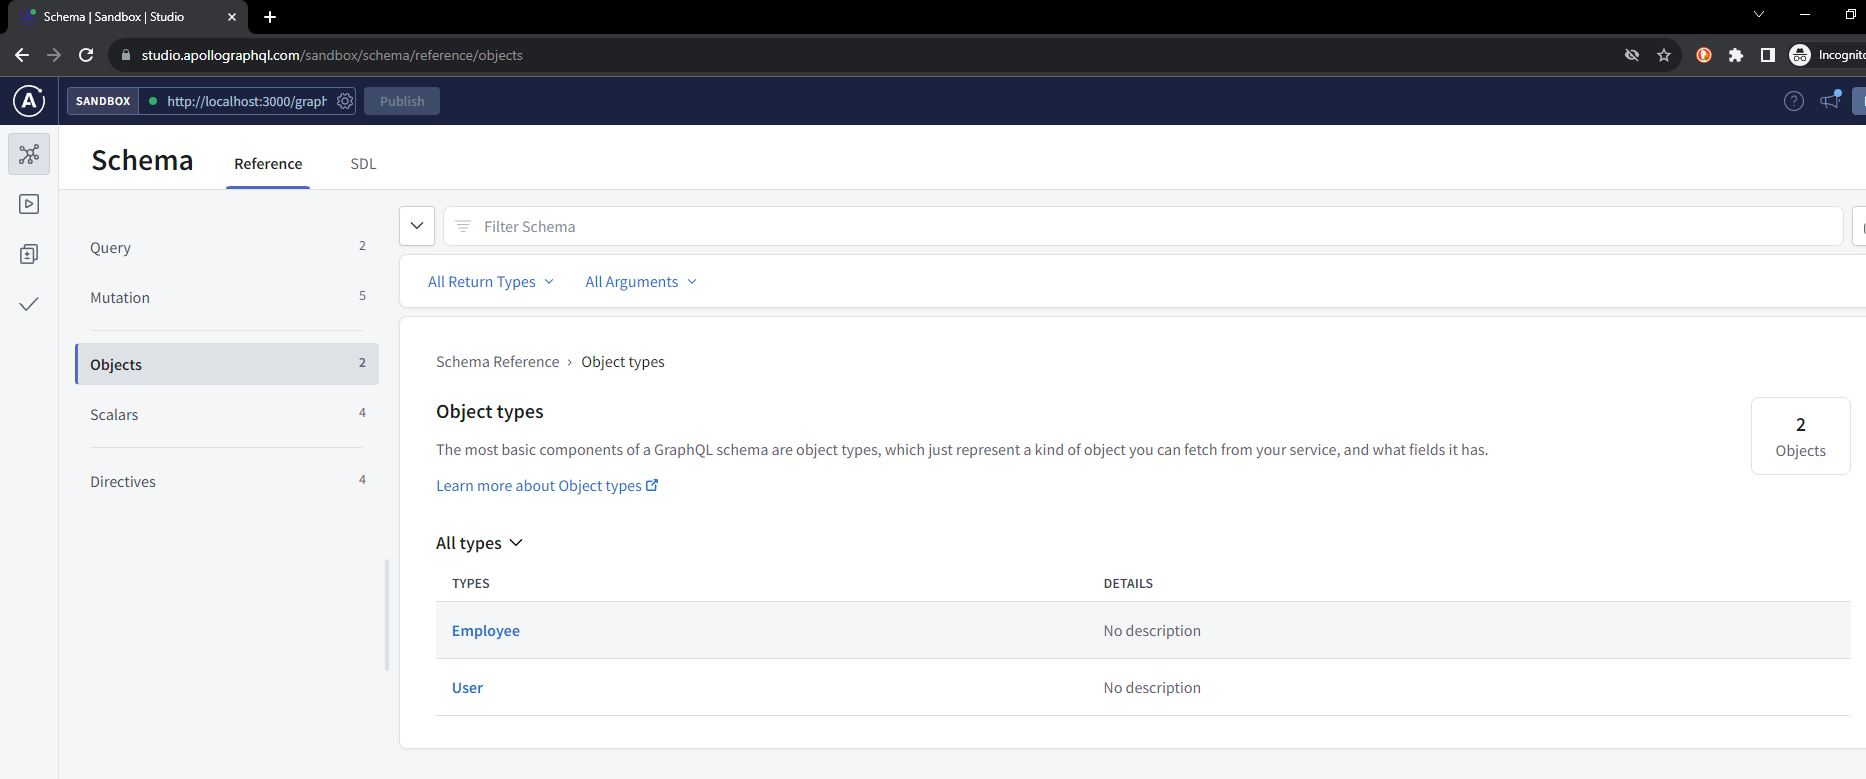 Schema | Sandbox | Studio
studio.apollographql.com/sandbox/schema/reference/objects
Incognito
A
SANDBOX
http://localhost:3000/graph
Publish
Schema
Reference
SDL
Query 2
Mutation 5
Objects 2
Scalars 4
Directives 4
Filter Schema
All Return Types
All Arguments
Schema Reference › Object types
Object types
The most basic components of a GraphQL schema are object types, which just represent a kind of object you can fetch from your service, and what fields it has.
Learn more about Object types
2
Objects
All types
TYPES DETAILS
Employee No description
User No description